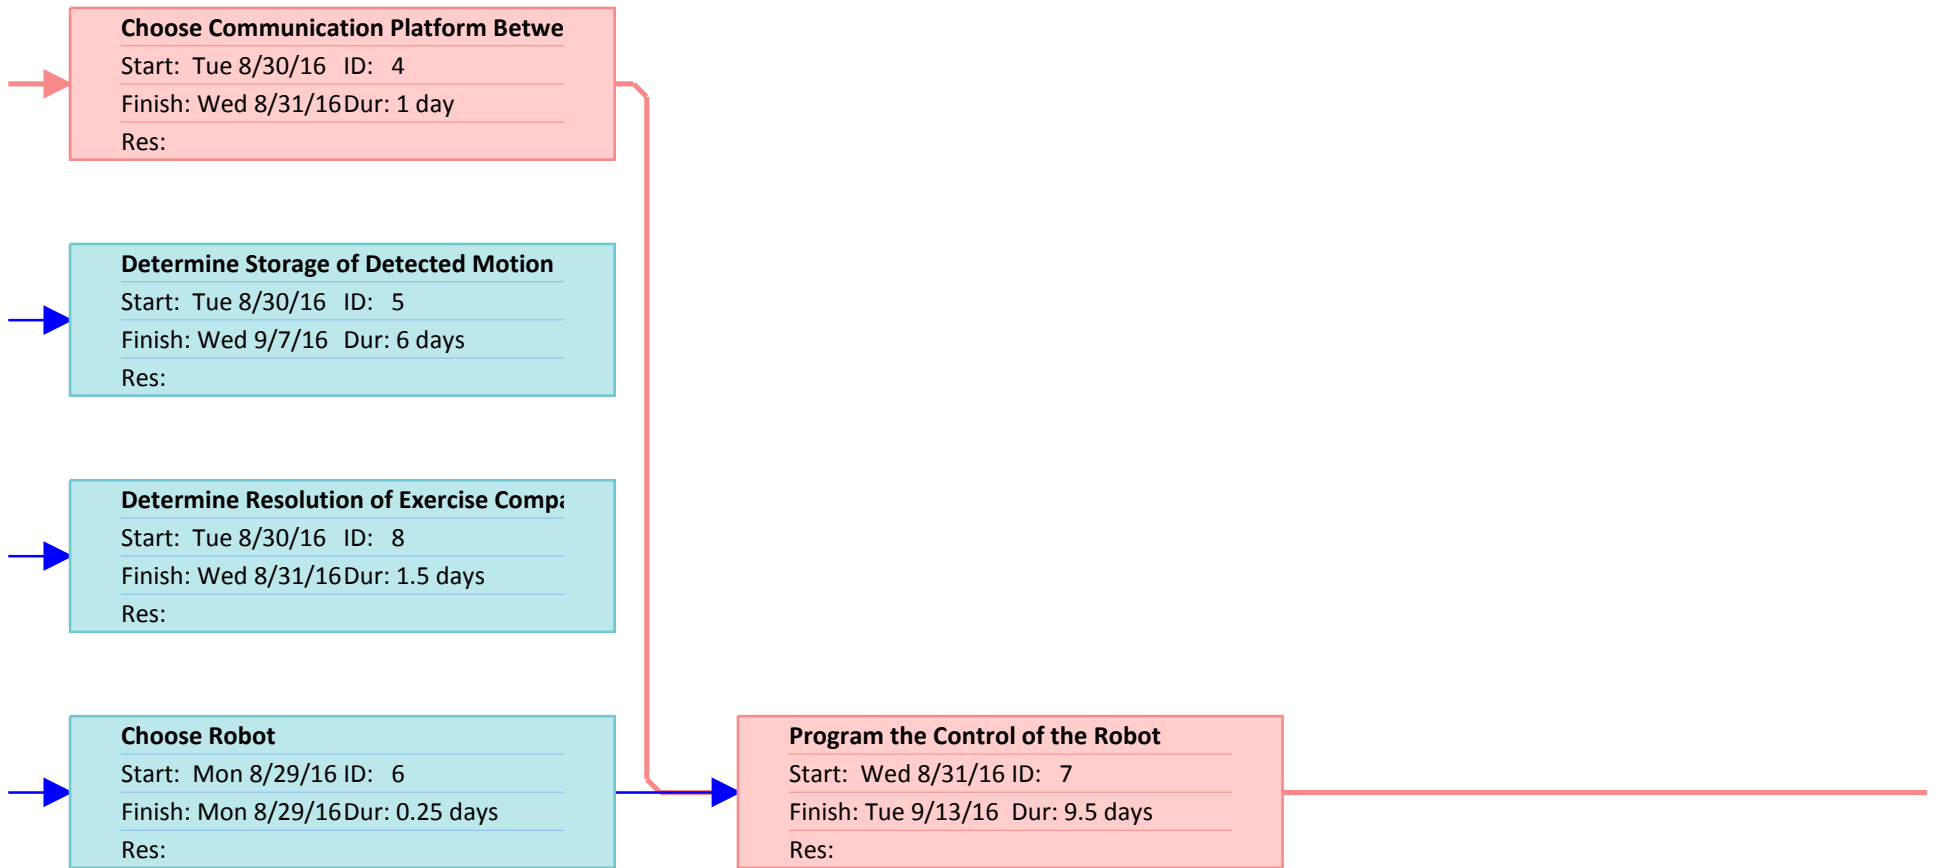 Choose Communication Platform Betwe
Start: Tue 8/30/16 ID: 4
Finish: Wed 8/31/16 Dur: 1 day
Res:
Determine Storage of Detected Motion
Start: Tue 8/30/16 ID: 5
Finish: Wed 9/7/16 Dur: 6 days
Res:
Determine Resolution of Exercise Compa
Start: Tue 8/30/16 ID: 8
Finish: Wed 8/31/16 Dur: 1.5 days
Res:
Choose Robot
Start: Mon 8/29/16 ID: 6
Finish: Mon 8/29/16 Dur: 0.25 days
Res:
Program the Control of the Robot
Start: Wed 8/31/16 ID: 7
Finish: Tue 9/13/16 Dur: 9.5 days
Res: